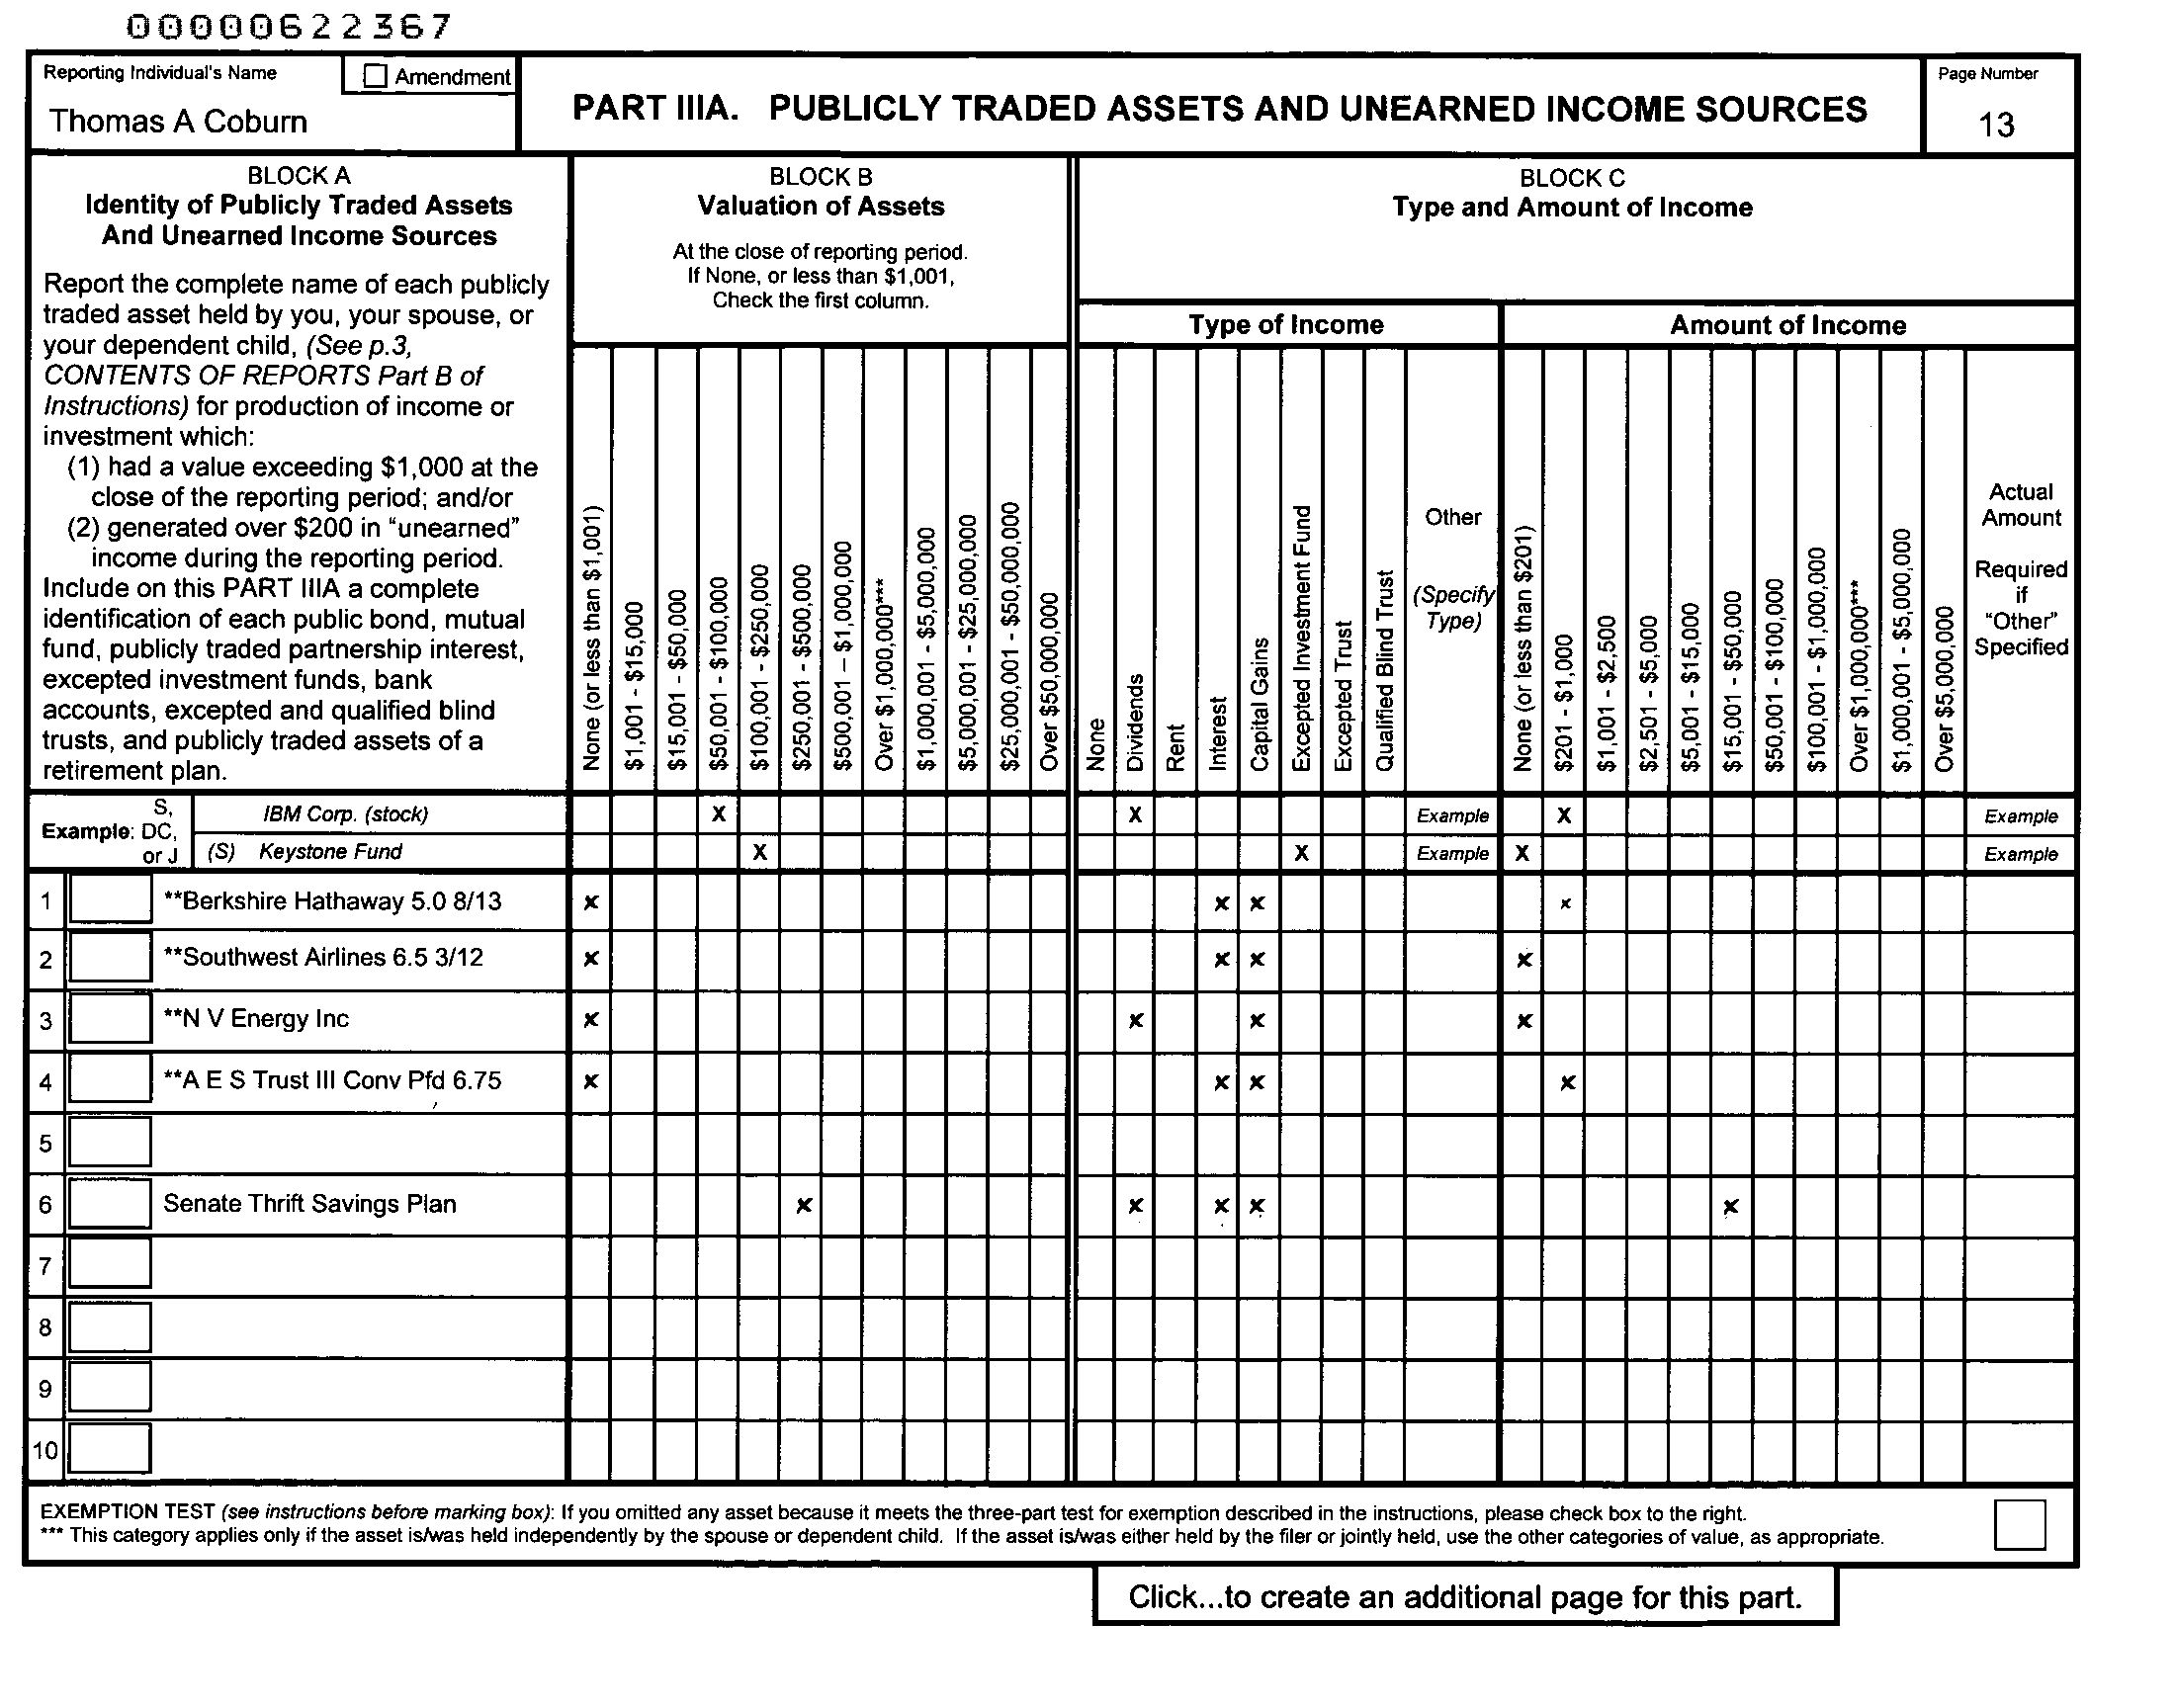 00000622367
Reporting Individual's Name
Amendment
Thomas A Coburn
PART IIIA. PUBLICLY TRADED ASSETS AND UNEARNED INCOME SOURCES
Page Number
13
BLOCK A
Identity of Publicly Traded Assets
And Unearned Income Sources
Report the complete name of each publicly
traded asset held by you, your spouse, or
your dependent child, (See p.3,
CONTENTS OF REPORTS Part B of
Instructions) for production of income or
investment which:
(1) had a value exceeding $1,000 at the
close of the reporting period; and/or
(2) generated over $200 in "unearned"
income during the reporting period.
Include on this PART IIIA a complete
identification of each public bond, mutual
fund, publicly traded partnership interest,
excepted investment funds, bank
accounts, excepted and qualified blind
trusts, and publicly traded assets of a
retirement plan.
BLOCK B
Valuation of Assets
At the close of reporting period.
If None, or less than $1,001,
Check the first column.
BLOCK C
Type and Amount of Income
Type of Income
Amount of Income
None (or less than $1,001)
$1,001 - $15,000
$15,001 - $50,000
$50,001 - $100,000
$100,001 - $250,000
$250,001 - $500,000
$500,001 – $1,000,000
Over $1,000,000***
$1,000,001 - $5,000,000
$5,000,001 - $25,000,000
$25,000,001 - $50,000,000
Over $50,000,000
None
Dividends
Rent
Interest
Capital Gains
Excepted Investment Fund
Excepted Trust
Qualified Blind Trust
Other
(Specify
Type)
None (or less than $201)
$201 - $1,000
$1,001 - $2,500
$2,501 - $5,000
$5,001 - $15,000
$15,001 - $50,000
$50,001 - $100,000
$100,001 - $1,000,000
Over $1,000,000***
$1,000,001 - $5,000,000
Over $5,000,000
Actual
Amount
Required
if
"Other"
Specified
Example: S, DC, or J
IBM Corp. (stock) X X Example X Example
(S) Keystone Fund X X Example X Example
1 **Berkshire Hathaway 5.0 8/13 x x x x
2 **Southwest Airlines 6.5 3/12 x x x x
3 **N V Energy Inc x x x x
4 **A E S Trust III Conv Pfd 6.75 x x x x
5
6 Senate Thrift Savings Plan x x x x x
7
8
9
10
EXEMPTION TEST (see instructions before marking box): If you omitted any asset because it meets the three-part test for exemption described in the instructions, please check box to the right.
*** This category applies only if the asset is/was held independently by the spouse or dependent child. If the asset is/was either held by the filer or jointly held, use the other categories of value, as appropriate.
Click...to create an additional page for this part.